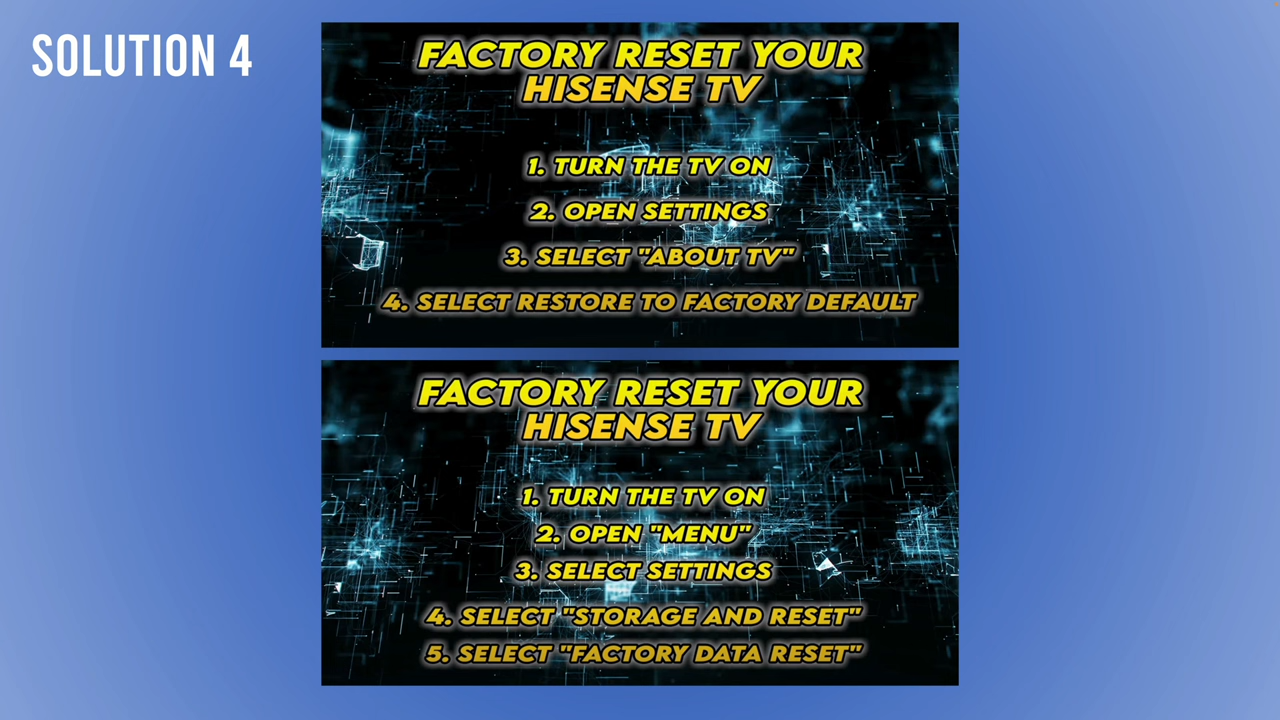 SOLUTION 4
FACTORY RESET YOUR
HISENSE TV
1. TURN THE TV ON
2. OPEN SETTINGS
3. SELECT "ABOUT TV"
4. SELECT RESTORE TO FACTORY DEFAULT
FACTORY RESET YOUR
HISENSE TV
1. TURN THE TV ON
2. OPEN "MENU"
3. SELECT SETTINGS
4. SELECT "STORAGE AND RESET"
5. SELECT "FACTORY DATA RESET"